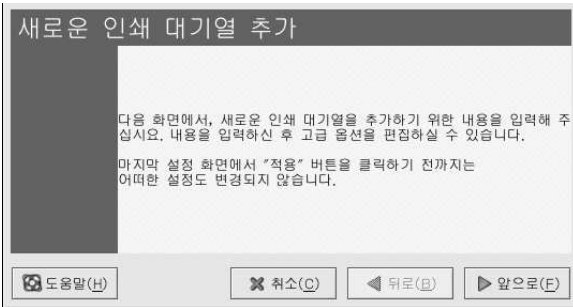 새로운 인쇄 대기열 추가
다음 화면에서, 새로운 인쇄 대기열을 추가하기 위한 내용을 입력해 주
십시요. 내용을 입력하신 후 고급 옵션을 편집하실 수 있습니다.
마지막 설정 화면에서 "적용" 버튼을 클릭하기 전까지는
어떠한 설정도 변경되지 않습니다.
도움말(H) 취소(C) 뒤로(B) 앞으로(F)